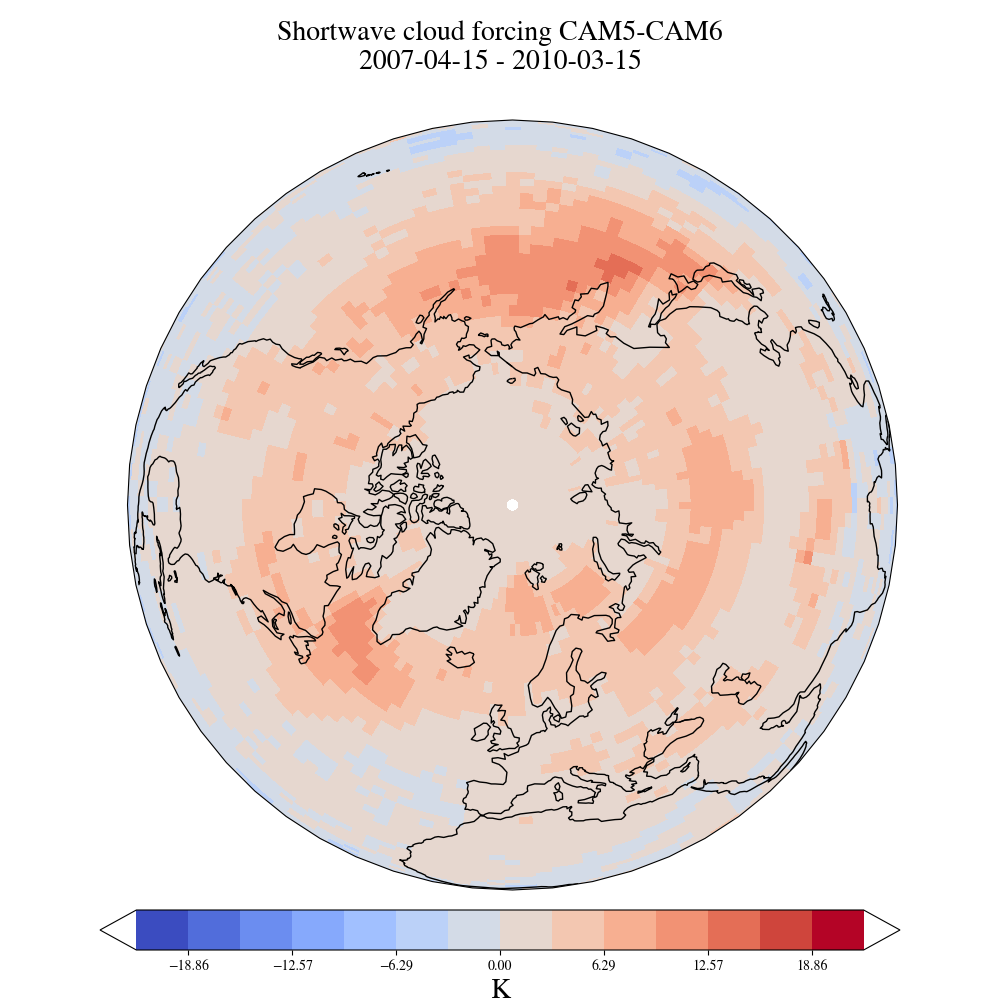 Shortwave cloud forcing CAM5-CAM6
2007-04-15 - 2010-03-15
−18.86 −12.57 −6.29 0.00 6.29 12.57 18.86
K